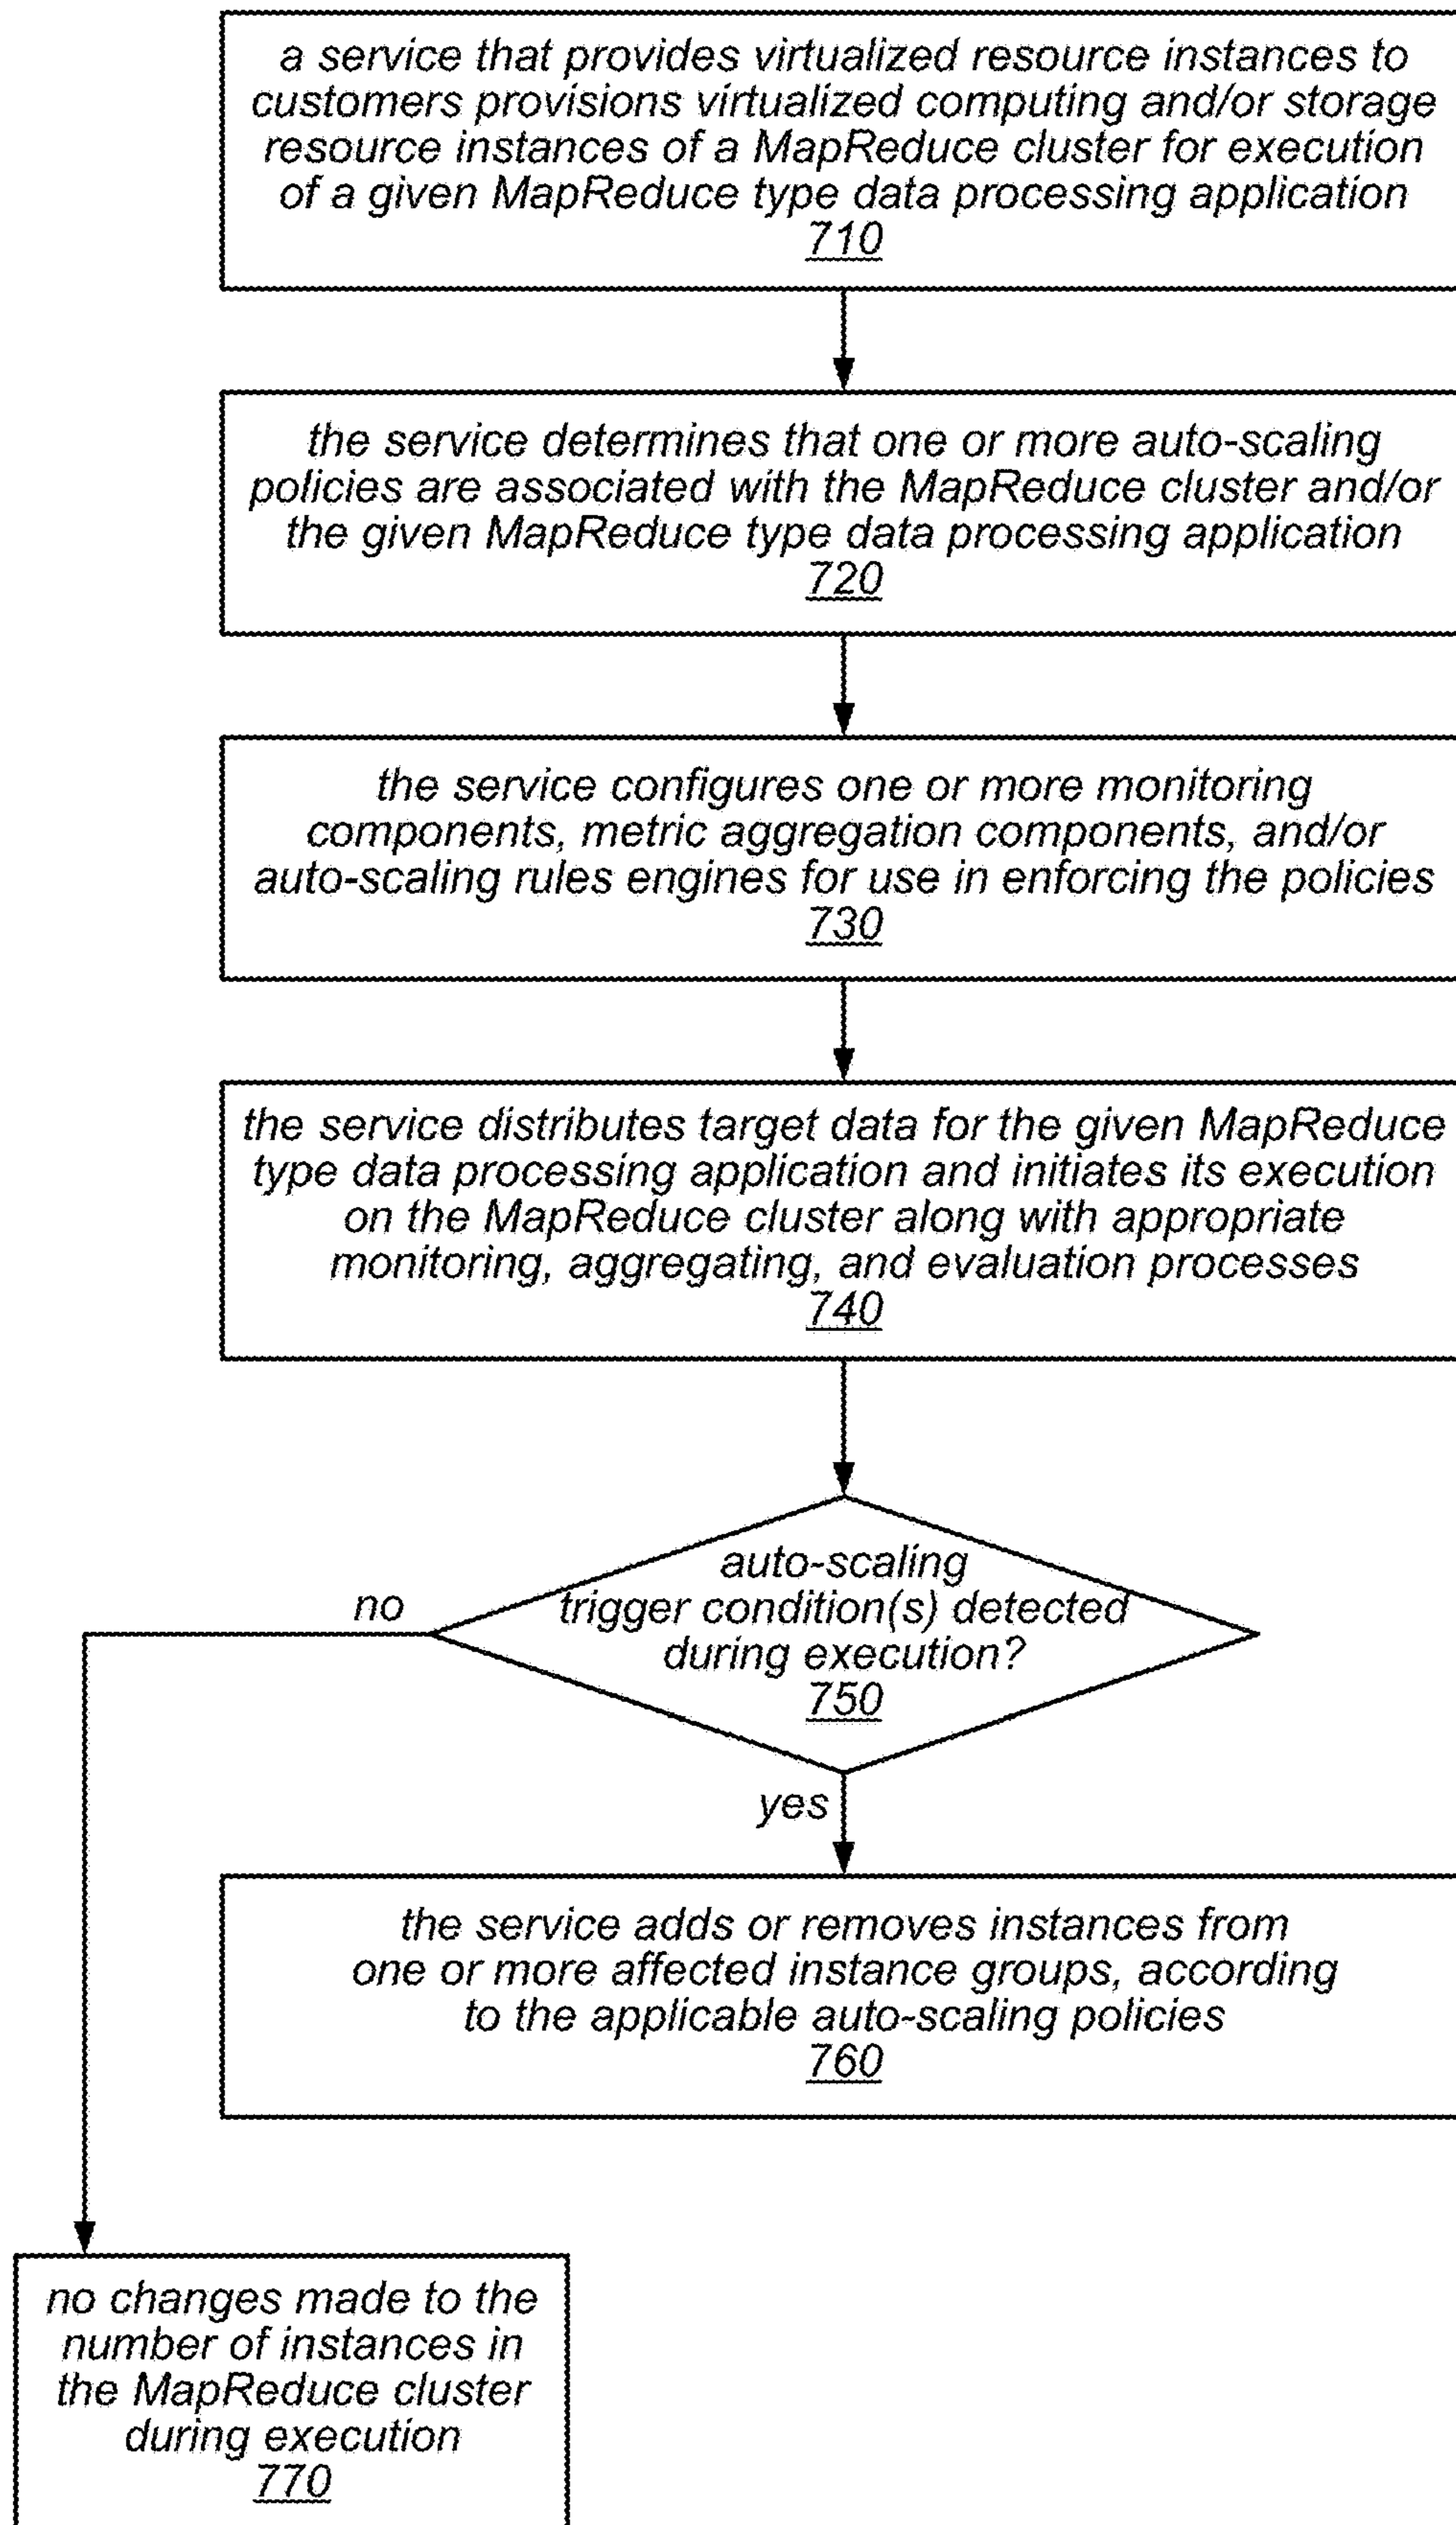 a service that provides virtualized resource instances to
customers provisions virtualized computing and/or storage
resource instances of a MapReduce cluster for execution
of a given MapReduce type data processing application
710
the service determines that one or more auto-scaling
policies are associated with the MapReduce cluster and/or
the given MapReduce type data processing application
720
the service configures one or more monitoring
components, metric aggregation components, and/or
auto-scaling rules engines for use in enforcing the policies
730
the service distributes target data for the given MapReduce
type data processing application and initiates its execution
on the MapReduce cluster along with appropriate
monitoring, aggregating, and evaluation processes
740
auto-scaling
trigger condition(s) detected
during execution?
750
no
yes
the service adds or removes instances from
one or more affected instance groups, according
to the applicable auto-scaling policies
760
no changes made to the
number of instances in
the MapReduce cluster
during execution
770